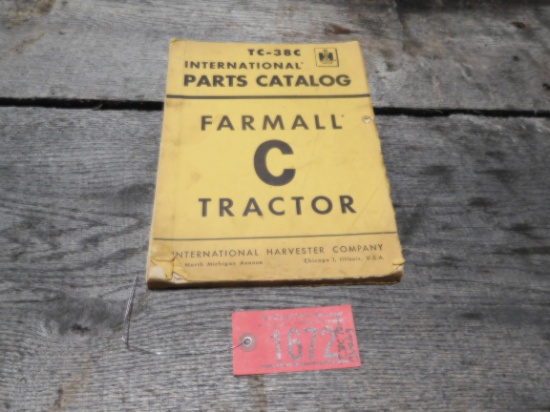 TC-38C
INTERNATIONAL
PARTS CATALOG
FARMALL
C
TRACTOR
INTERNATIONAL HARVESTER COMPANY
North Michigan Avenue Chicago 1, Illinois, U.S.A.
1672